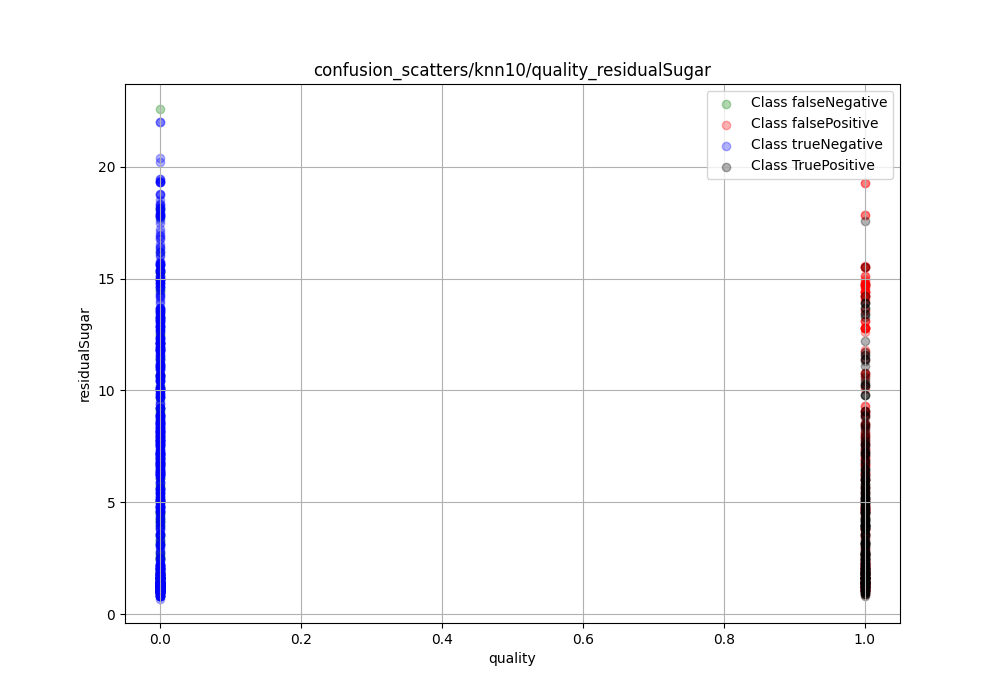 confusion_scatters/knn10/quality_residualSugar
Class falseNegative
Class falsePositive
Class trueNegative
Class TruePositive
residualSugar
20
15
10
5
0
0.0 0.2 0.4 0.6 0.8 1.0
quality